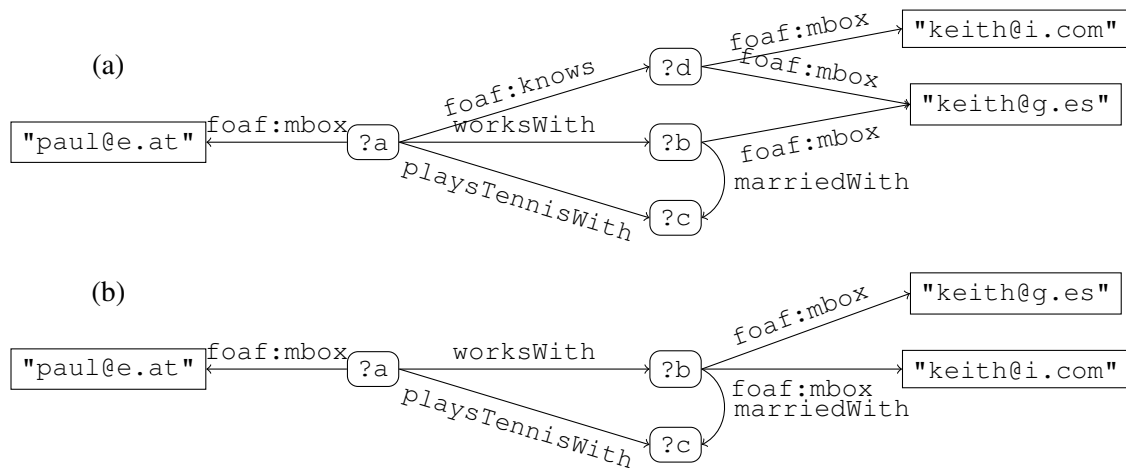 foaf:mbox "keith@i.com"
(a) ?d
foaf:knows foaf:mbox
"keith@g.es"
"paul@e.at" foaf:mbox ?a worksWith ?b
foaf:mbox
playsTennisWith marriedWith
?c
(b) "keith@g.es"
foaf:mbox
"paul@e.at" foaf:mbox ?a worksWith ?b "keith@i.com"
foaf:mbox
playsTennisWith marriedWith
?c